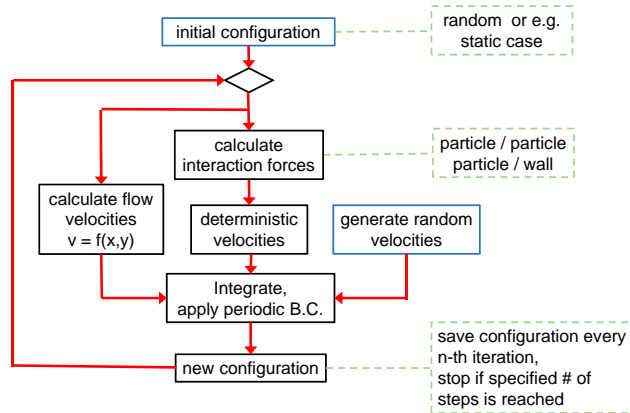 initial configuration
random or e.g.
static case
calculate
interaction forces
particle / particle
particle / wall
calculate flow
velocities
v = f(x,y)
deterministic
velocities
generate random
velocities
Integrate,
apply periodic B.C.
new configuration
save configuration every
n-th iteration,
stop if specified # of
steps is reached